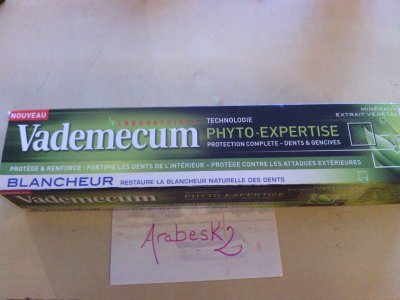 NOUVEAU
LABORATOIRES
Vademecum
TECHNOLOGIE
PHYTO·EXPERTISE
PROTECTION COMPLETE - DENTS & GENCIVES
MINÉRAUX
EXTRAIT VÉGÉTAL
PROTÈGE & RENFORCE : FORTIFIE LES DENTS DE L'INTÉRIEUR - PROTÈGE CONTRE LES ATTAQUES EXTÉRIEURES
BLANCHEUR RESTAURE LA BLANCHEUR NATURELLE DES DENTS
Vademecum
PHYTO·EXPERTISE
Arabesk2